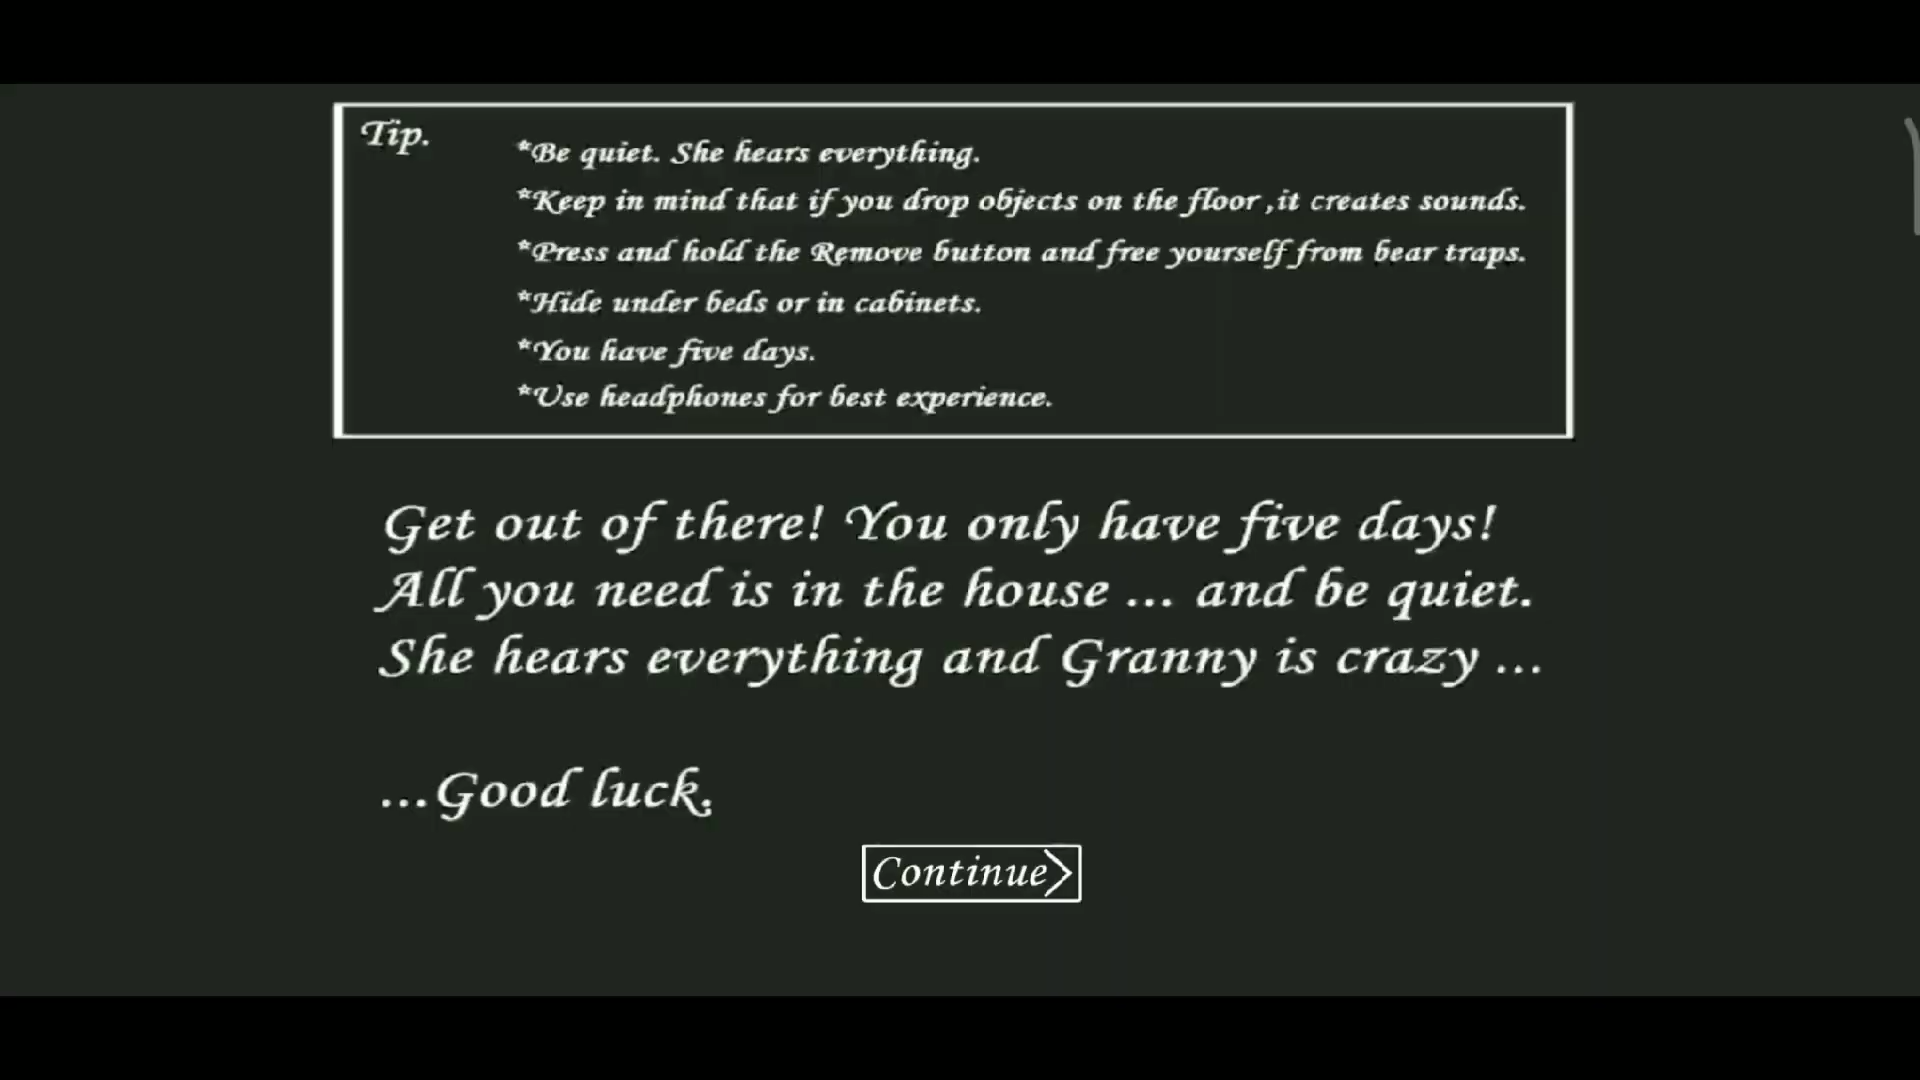 Tip.
*Be quiet. She hears everything.
*Keep in mind that if you drop objects on the floor ,it creates sounds.
*Press and hold the Remove button and free yourself from bear traps.
*Hide under beds or in cabinets.
*You have five days.
*Use headphones for best experience.
Get out of there! You only have five days!
All you need is in the house ... and be quiet.
She hears everything and Granny is crazy ...
...Good luck.
Continue>